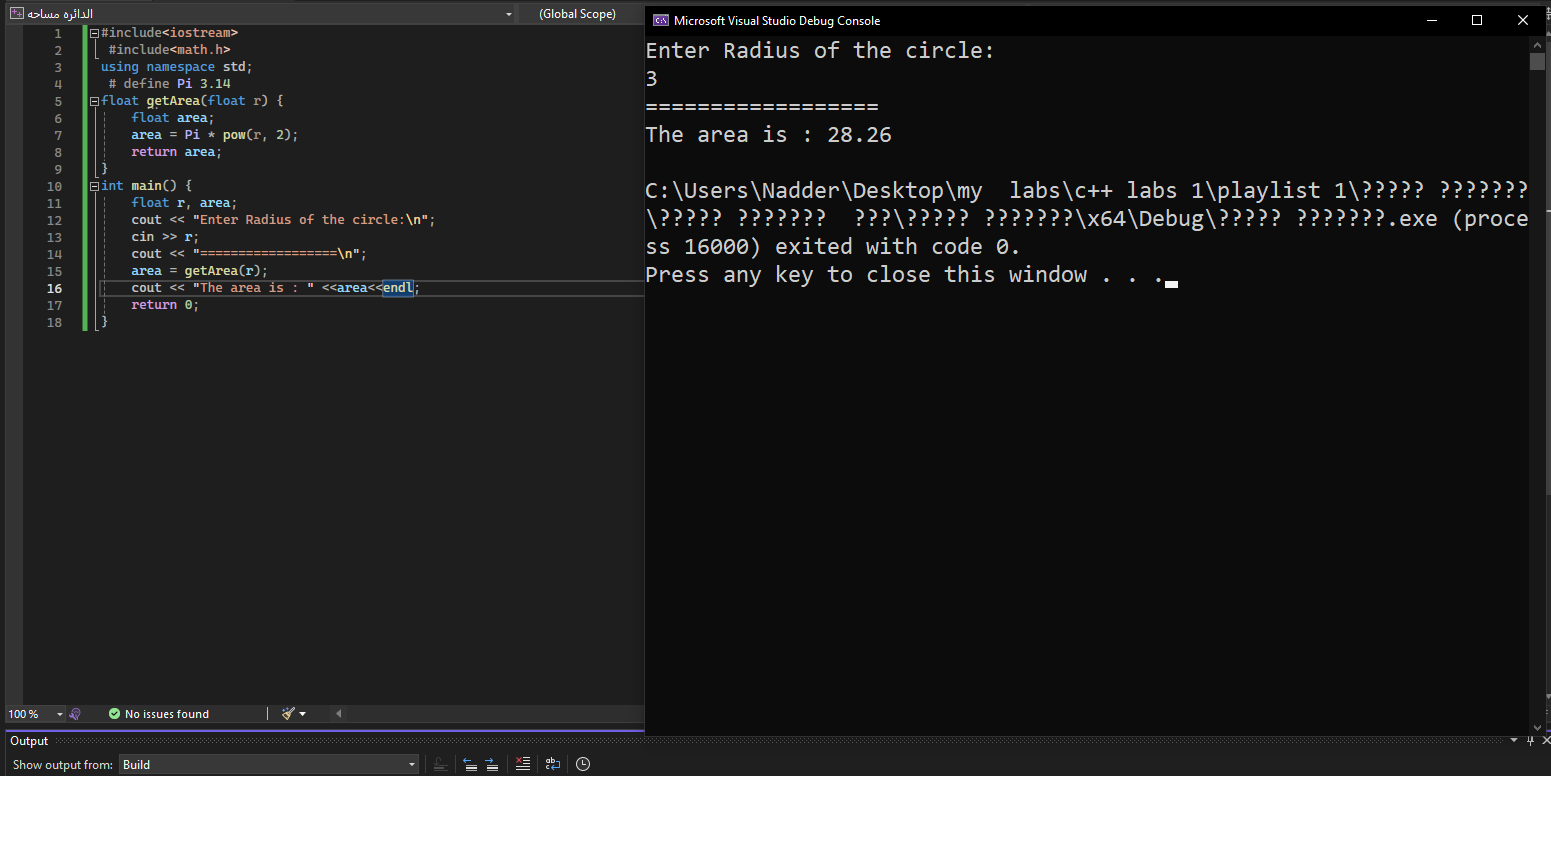 الدائره مساحه
(Global Scope)
1 #include<iostream>
2 #include<math.h>
3 using namespace std;
4 # define Pi 3.14
5 float getArea(float r) {
6 float area;
7 area = Pi * pow(r, 2);
8 return area;
9 }
10 int main() {
11 float r, area;
12 cout << "Enter Radius of the circle:\n";
13 cin >> r;
14 cout << "==================\n";
15 area = getArea(r);
16 cout << "The area is : " <<area<<endl;
17 return 0;
18 }
100 %
No issues found
Output
Show output from: Build
Microsoft Visual Studio Debug Console
Enter Radius of the circle:
3
==================
The area is : 28.26
C:\Users\Nadder\Desktop\my  labs\c++ labs 1\playlist 1\????? ???????
\????? ???????  ???\????? ???????\x64\Debug\????? ???????.exe (proce
ss 16000) exited with code 0.
Press any key to close this window . . .